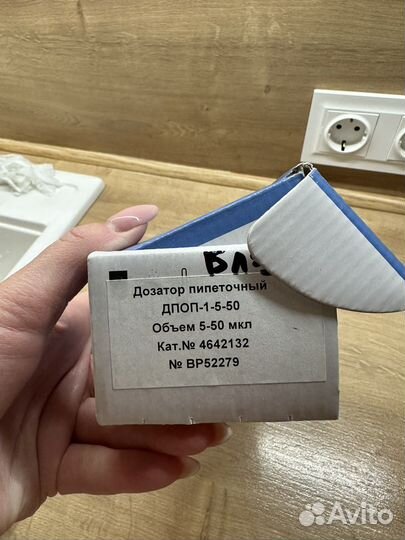 Дозатор пипеточный
ДПОП-1-5-50
Объем 5-50 мкл
Кат.№ 4642132
№ ВР52279
Avito